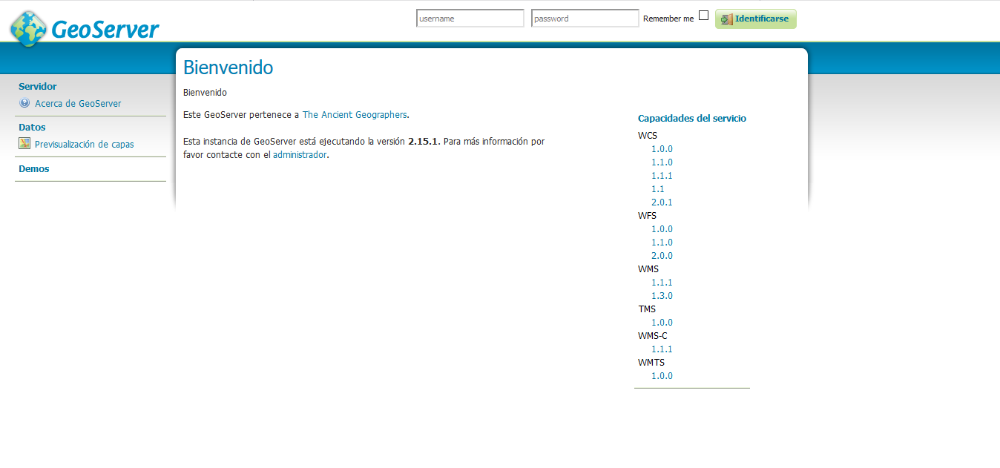 GeoServer
username
password
Remember me
Identificarse
Servidor
Acerca de GeoServer
Datos
Previsualización de capas
Demos
Bienvenido
Bienvenido
Este GeoServer pertenece a The Ancient Geographers.
Esta instancia de GeoServer está ejecutando la versión 2.15.1. Para más información por
favor contacte con el administrador.
Capacidades del servicio
WCS
1.0.0
1.1.0
1.1.1
1.1
2.0.1
WFS
1.0.0
1.1.0
2.0.0
WMS
1.1.1
1.3.0
TMS
1.0.0
WMS-C
1.1.1
WMTS
1.0.0